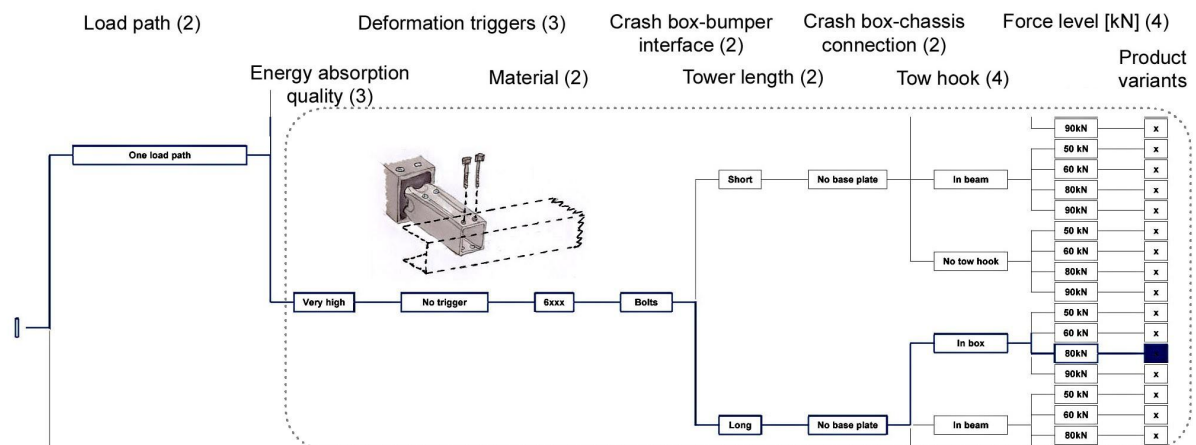 Load path (2)
Deformation triggers (3)
Crash box-bumper
interface (2)
Crash box-chassis
connection (2)
Force level [kN] (4)
Energy absorption
quality (3)
Material (2)
Tower length (2)
Tow hook (4)
Product
variants
90kN x
One load path
50 kN x
60 kN x
Short No base plate In beam
80kN x
90kN x
50 kN x
60 kN x
No tow hook
80kN x
90kN x
Very high No trigger 6xxx Bolts
50 kN x
60 kN x
In box
80kN
90kN x
50 kN x
60 kN x
Long No base plate In beam
80kN x